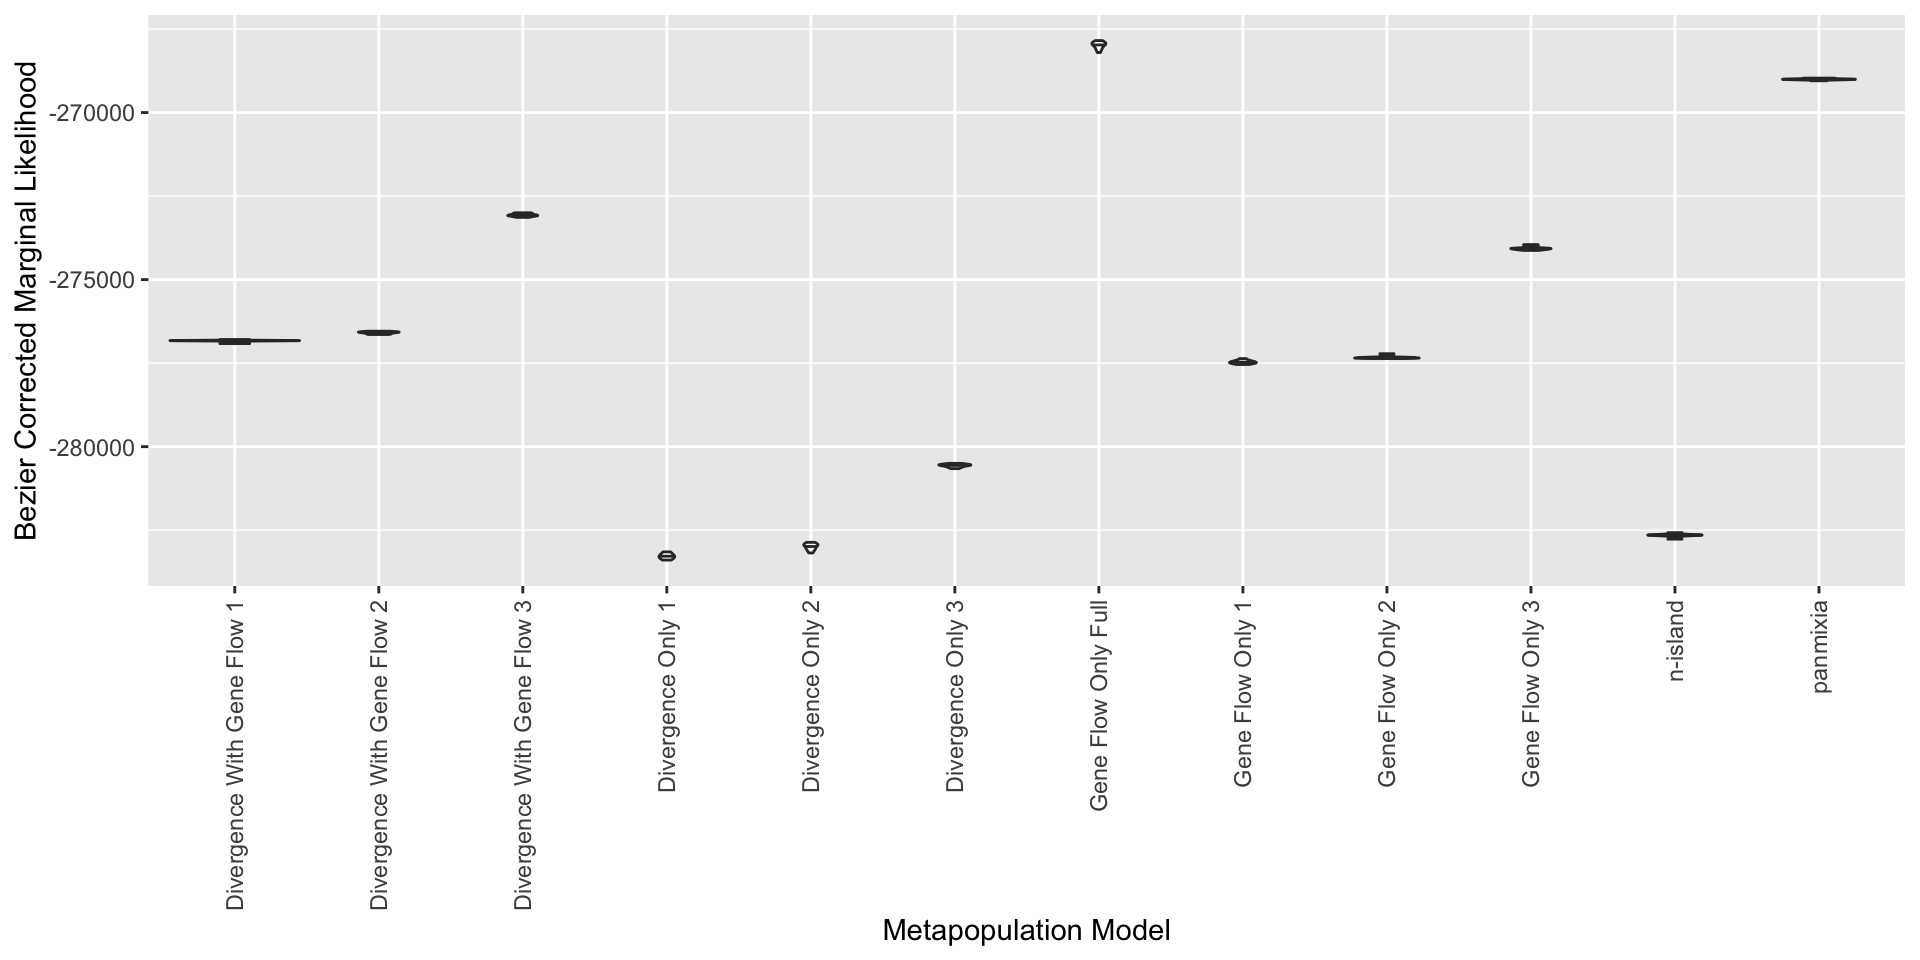 Bezier Corrected Marginal Likelihood
-270000
-275000
-280000
Divergence With Gene Flow 1
Divergence With Gene Flow 2
Divergence With Gene Flow 3
Divergence Only 1
Divergence Only 2
Divergence Only 3
Gene Flow Only Full
Gene Flow Only 1
Gene Flow Only 2
Gene Flow Only 3
n-island
panmixia
Metapopulation Model